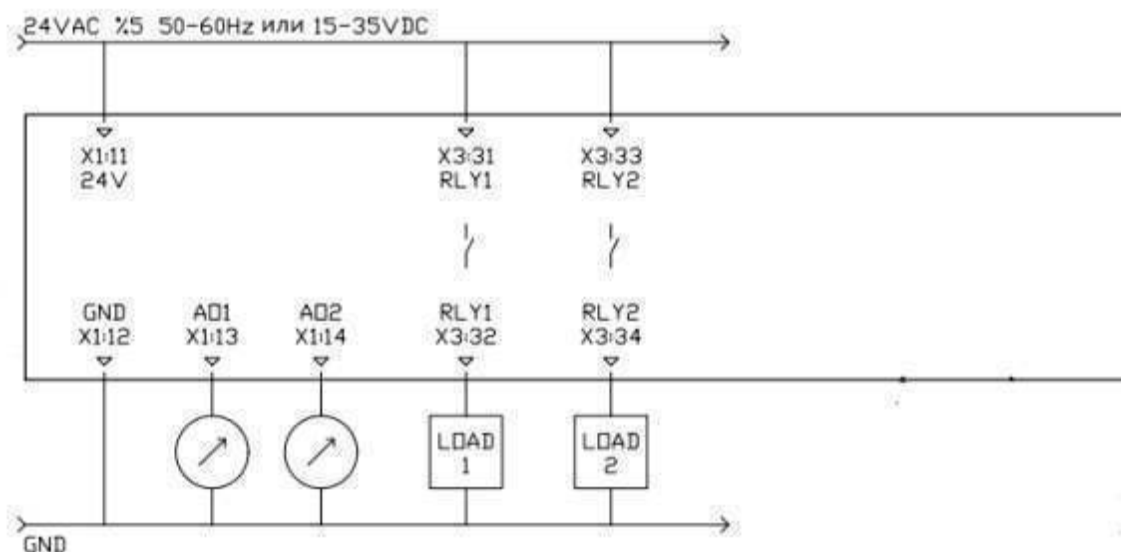 24VAC %5 50-60Hz или 15-35VDC
X1:11 X3:31 X3:33
24V RLY1 RLY2
GND AO1 AO2 RLY1 RLY2
X1:12 X1:13 X1:14 X3:32 X3:34
LOAD LOAD
1 2
GND